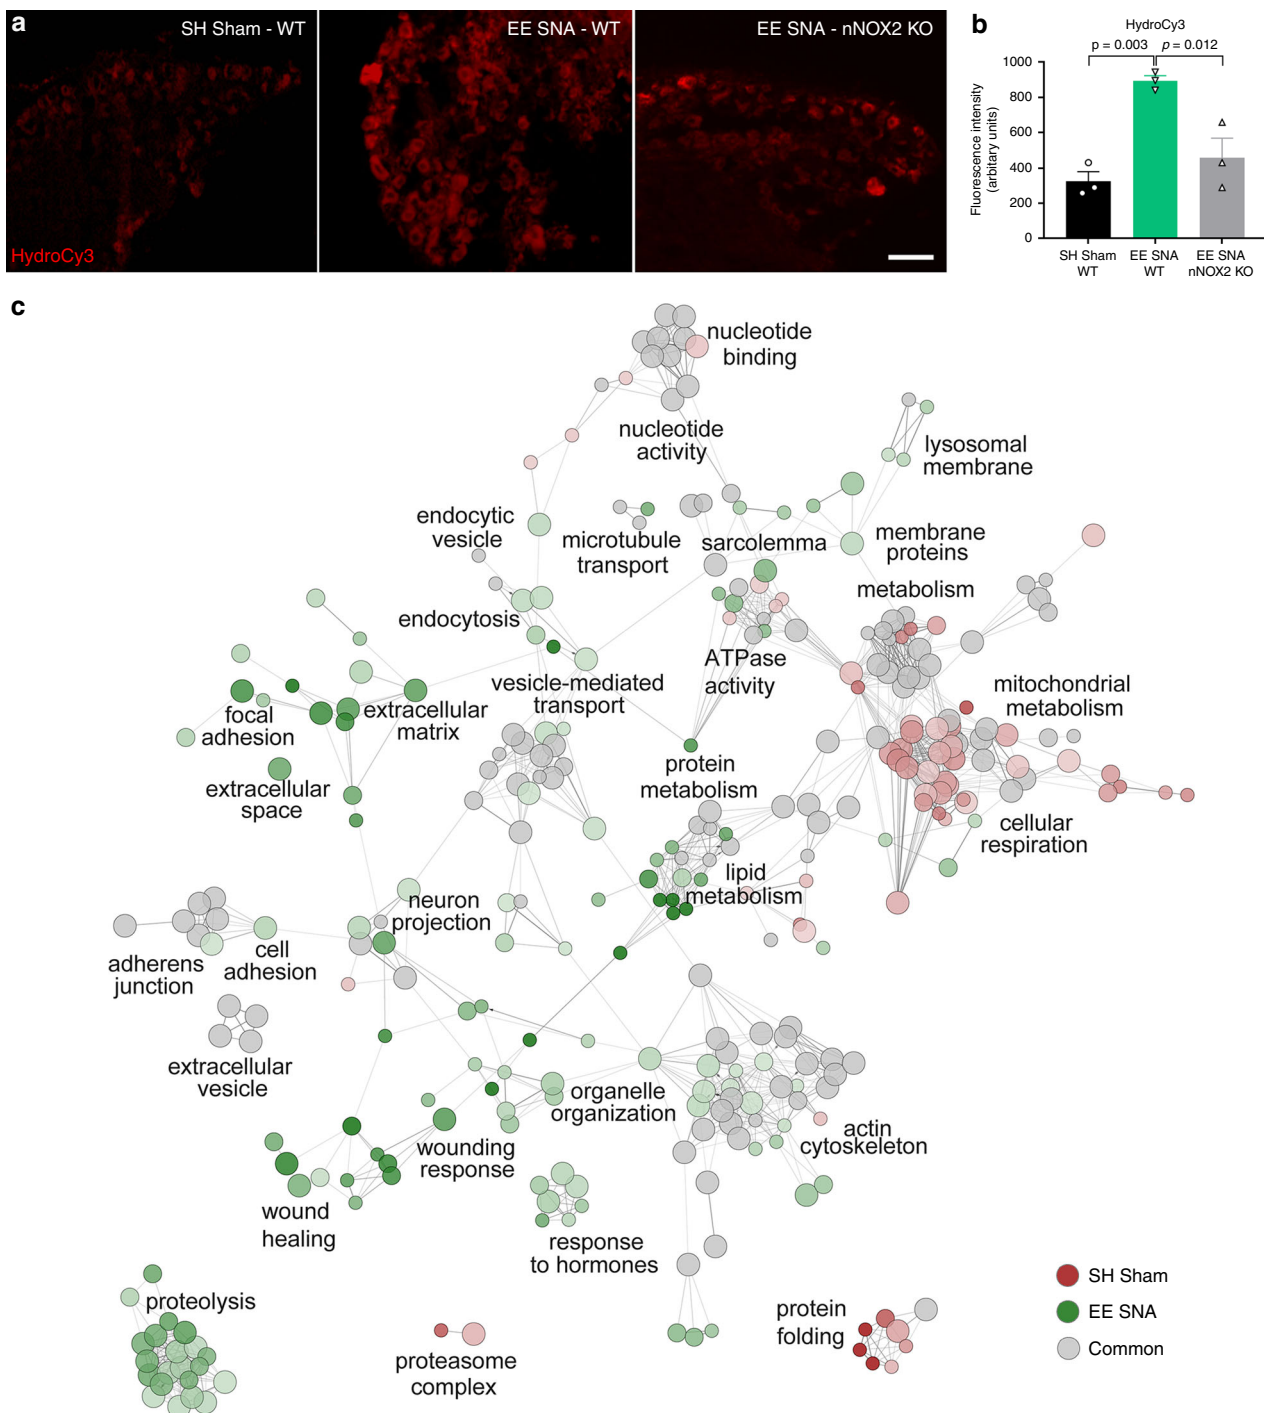 a
SH Sham - WT
EE SNA - WT
EE SNA - nNOX2 KO
HydroCy3
b
HydroCy3
p = 0.003
p = 0.012
Fluorescence intensity
(arbitary units)
1000
800
600
400
200
0
SH Sham
WT
EE SNA
WT
EE SNA
nNOX2 KO
c
nucleotide
binding
nucleotide
activity
lysosomal
membrane
endocytic
vesicle
microtubule
transport
sarcolemma
membrane
proteins
metabolism
endocytosis
ATPase
activity
vesicle-mediated
transport
mitochondrial
metabolism
focal
adhesion
extracellular
matrix
extracellular
space
protein
metabolism
cellular
respiration
lipid
metabolism
neuron
projection
adherens
junction
cell
adhesion
extracellular
vesicle
organelle
organization
actin
cytoskeleton
wounding
response
wound
healing
response
to hormones
proteolysis
proteasome
complex
protein
folding
SH Sham
EE SNA
Common